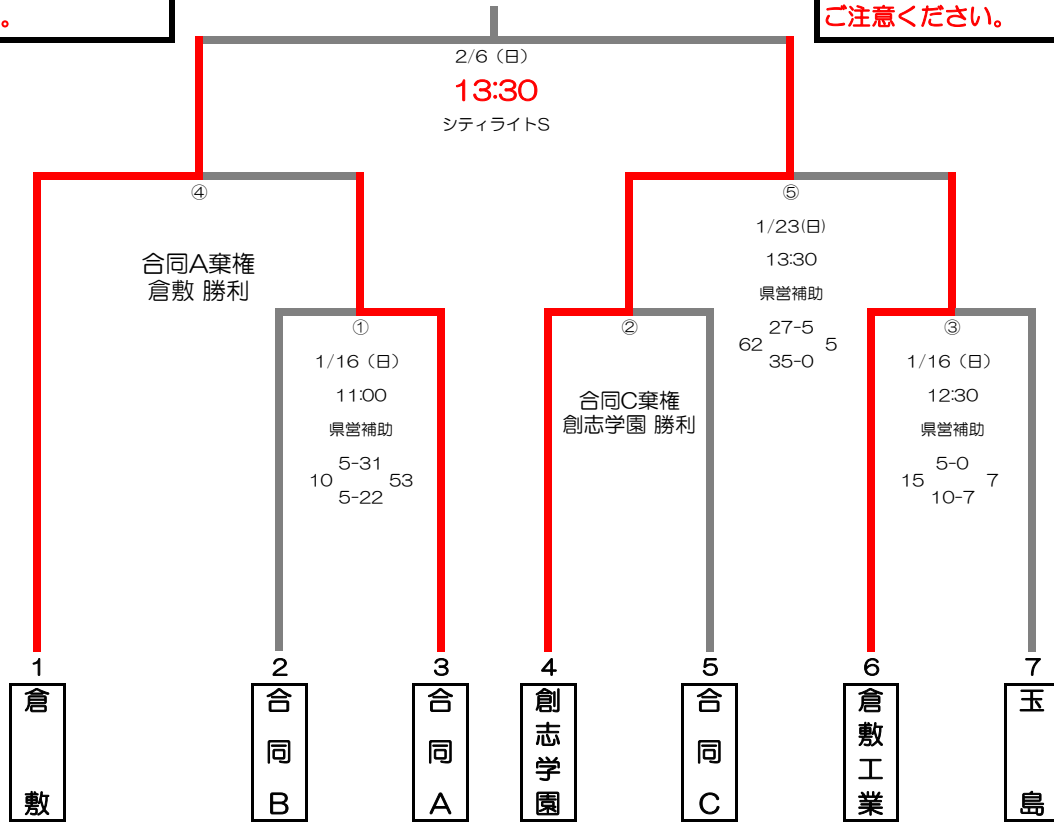 。
ご注意ください。
2/6（日）
13:30
シティライトS
④
⑤
1/23(日)
13:30
県営補助
27-5
62 5
35-0
合同A棄権
倉敷 勝利
①
1/16（日）
11:00
県営補助
5-31
10 53
5-22
②
合同C棄権
創志学園 勝利
③
1/16（日）
12:30
県営補助
5-0
15 7
10-7
1 2 3 4 5 6 7
倉敷
合同B
合同A
創志学園
合同C
倉敷工業
玉島